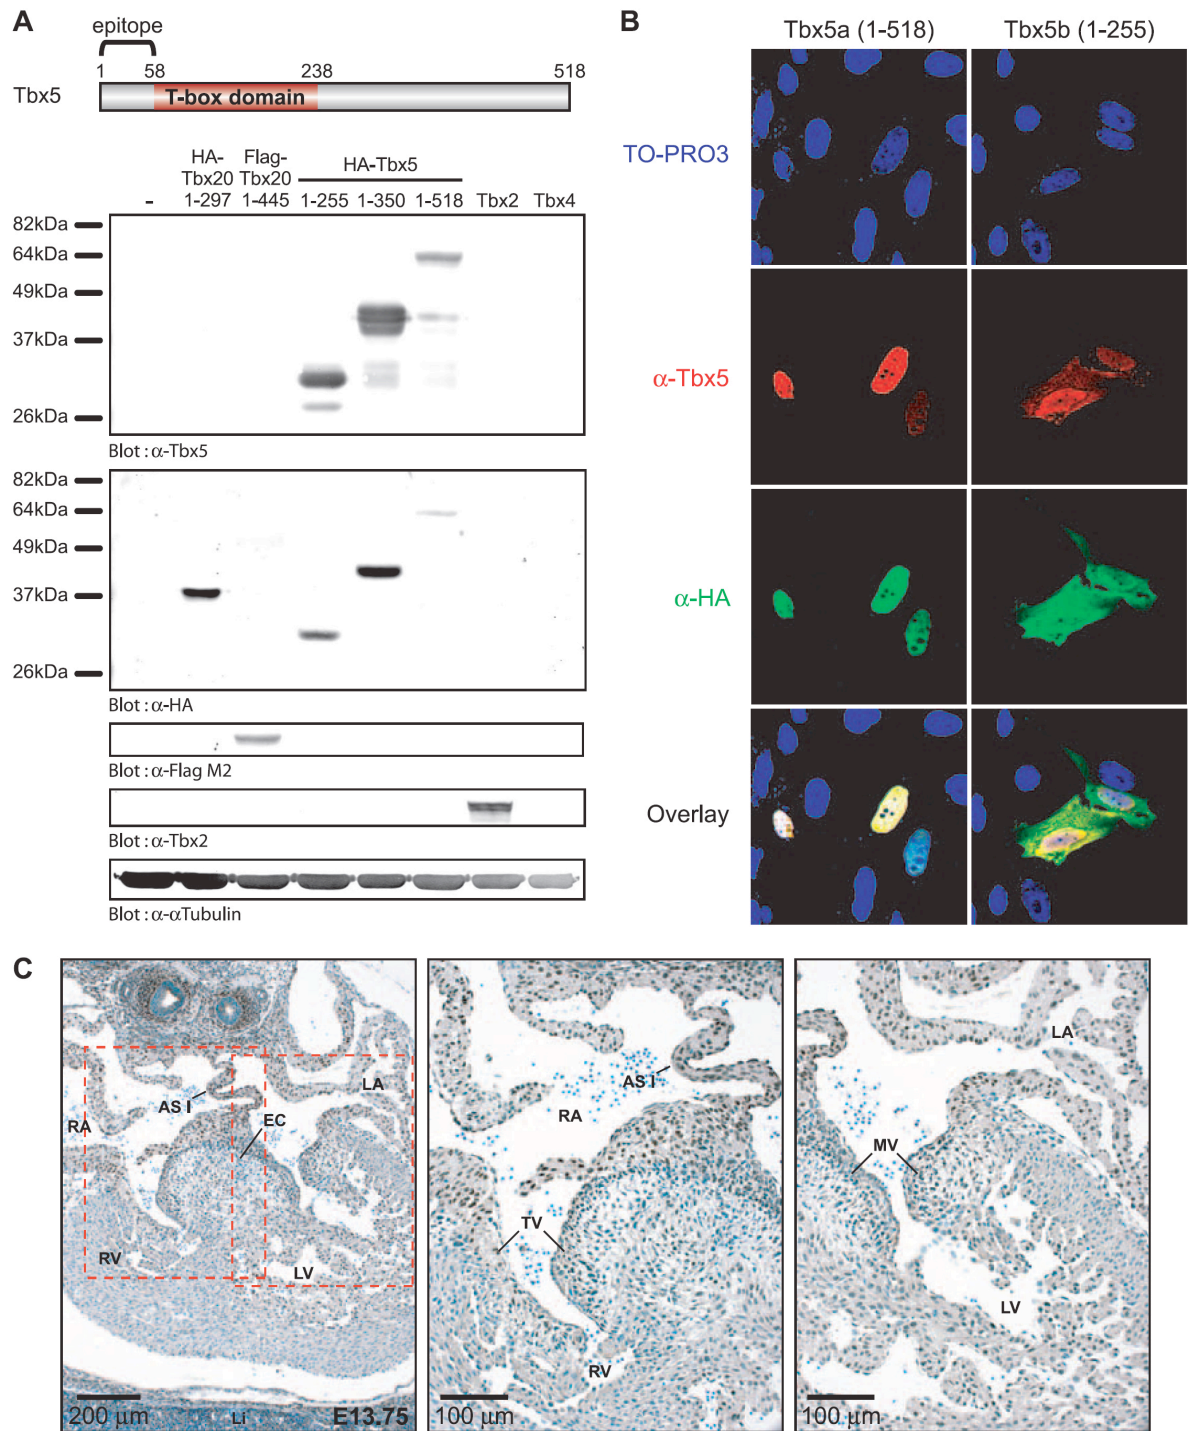 A
epitope
1 58 238 518
Tbx5 T-box domain
HA-Tbx20 1-297
Flag-Tbx20 1-445
HA-Tbx5
- 1-255 1-350 1-518 Tbx2 Tbx4
82kDa
64kDa
49kDa
37kDa
26kDa
Blot : α-Tbx5
82kDa
64kDa
49kDa
37kDa
26kDa
Blot : α-HA
Blot : α-Flag M2
Blot : α-Tbx2
Blot : α-αTubulin
B
Tbx5a (1-518) Tbx5b (1-255)
TO-PRO3
α-Tbx5
α-HA
Overlay
C
RA
AS I
LA
EC
RV
LV
200 µm
Li
E13.75
AS I
RA
TV
RV
100 µm
LA
MV
LV
100 µm